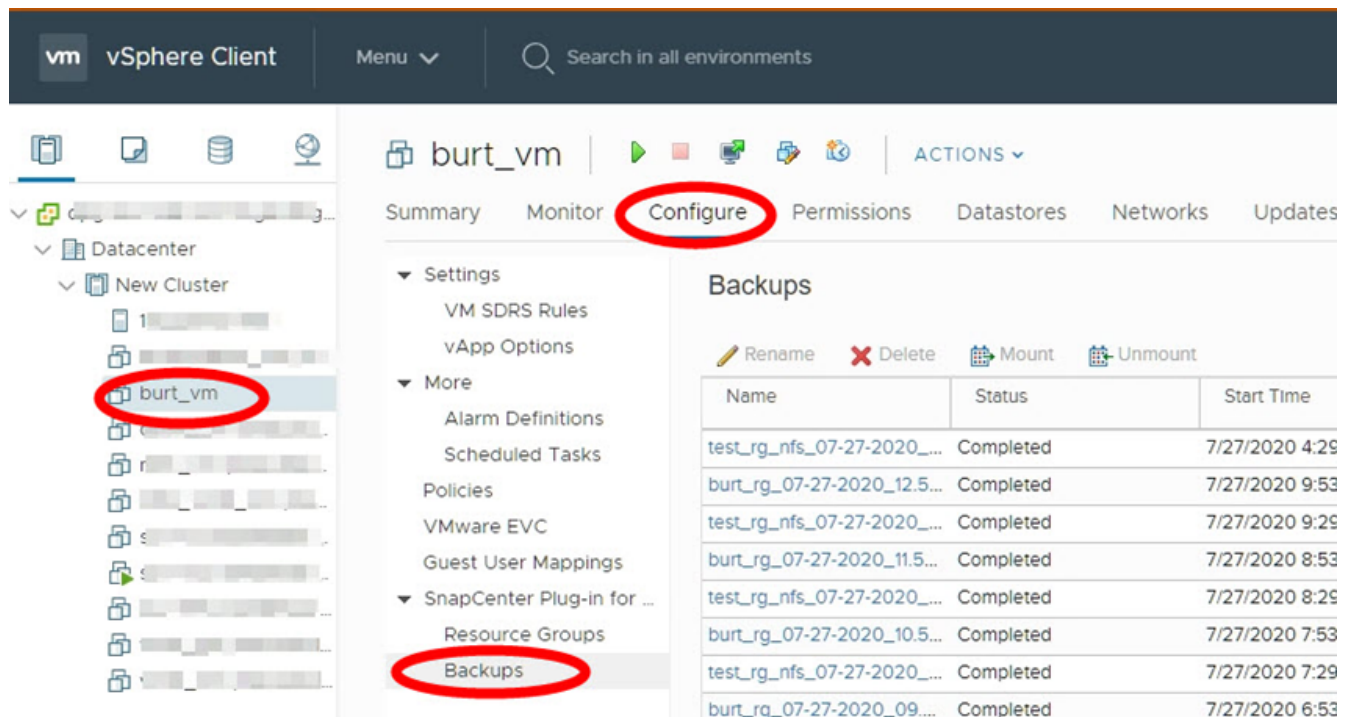 vm vSphere Client Menu Search in all environments
burt_vm ACTIONS
Summary Monitor Configure Permissions Datastores Networks Updates
Datacenter
New Cluster
burt_vm
Settings
VM SDRS Rules
vApp Options
More
Alarm Definitions
Scheduled Tasks
Policies
VMware EVC
Guest User Mappings
SnapCenter Plug-in for ...
Resource Groups
Backups
Backups
Rename Delete Mount Unmount
Name Status Start Time
test_rg_nfs_07-27-2020_... Completed 7/27/2020 4:29
burt_rg_07-27-2020_12.5... Completed 7/27/2020 9:53
test_rg_nfs_07-27-2020_... Completed 7/27/2020 9:29
burt_rg_07-27-2020_11.5... Completed 7/27/2020 8:53
test_rg_nfs_07-27-2020_... Completed 7/27/2020 8:29
burt_rg_07-27-2020_10.5... Completed 7/27/2020 7:53
test_rg_nfs_07-27-2020_... Completed 7/27/2020 7:29
burt_rg_07-27-2020_09.... Completed 7/27/2020 6:53